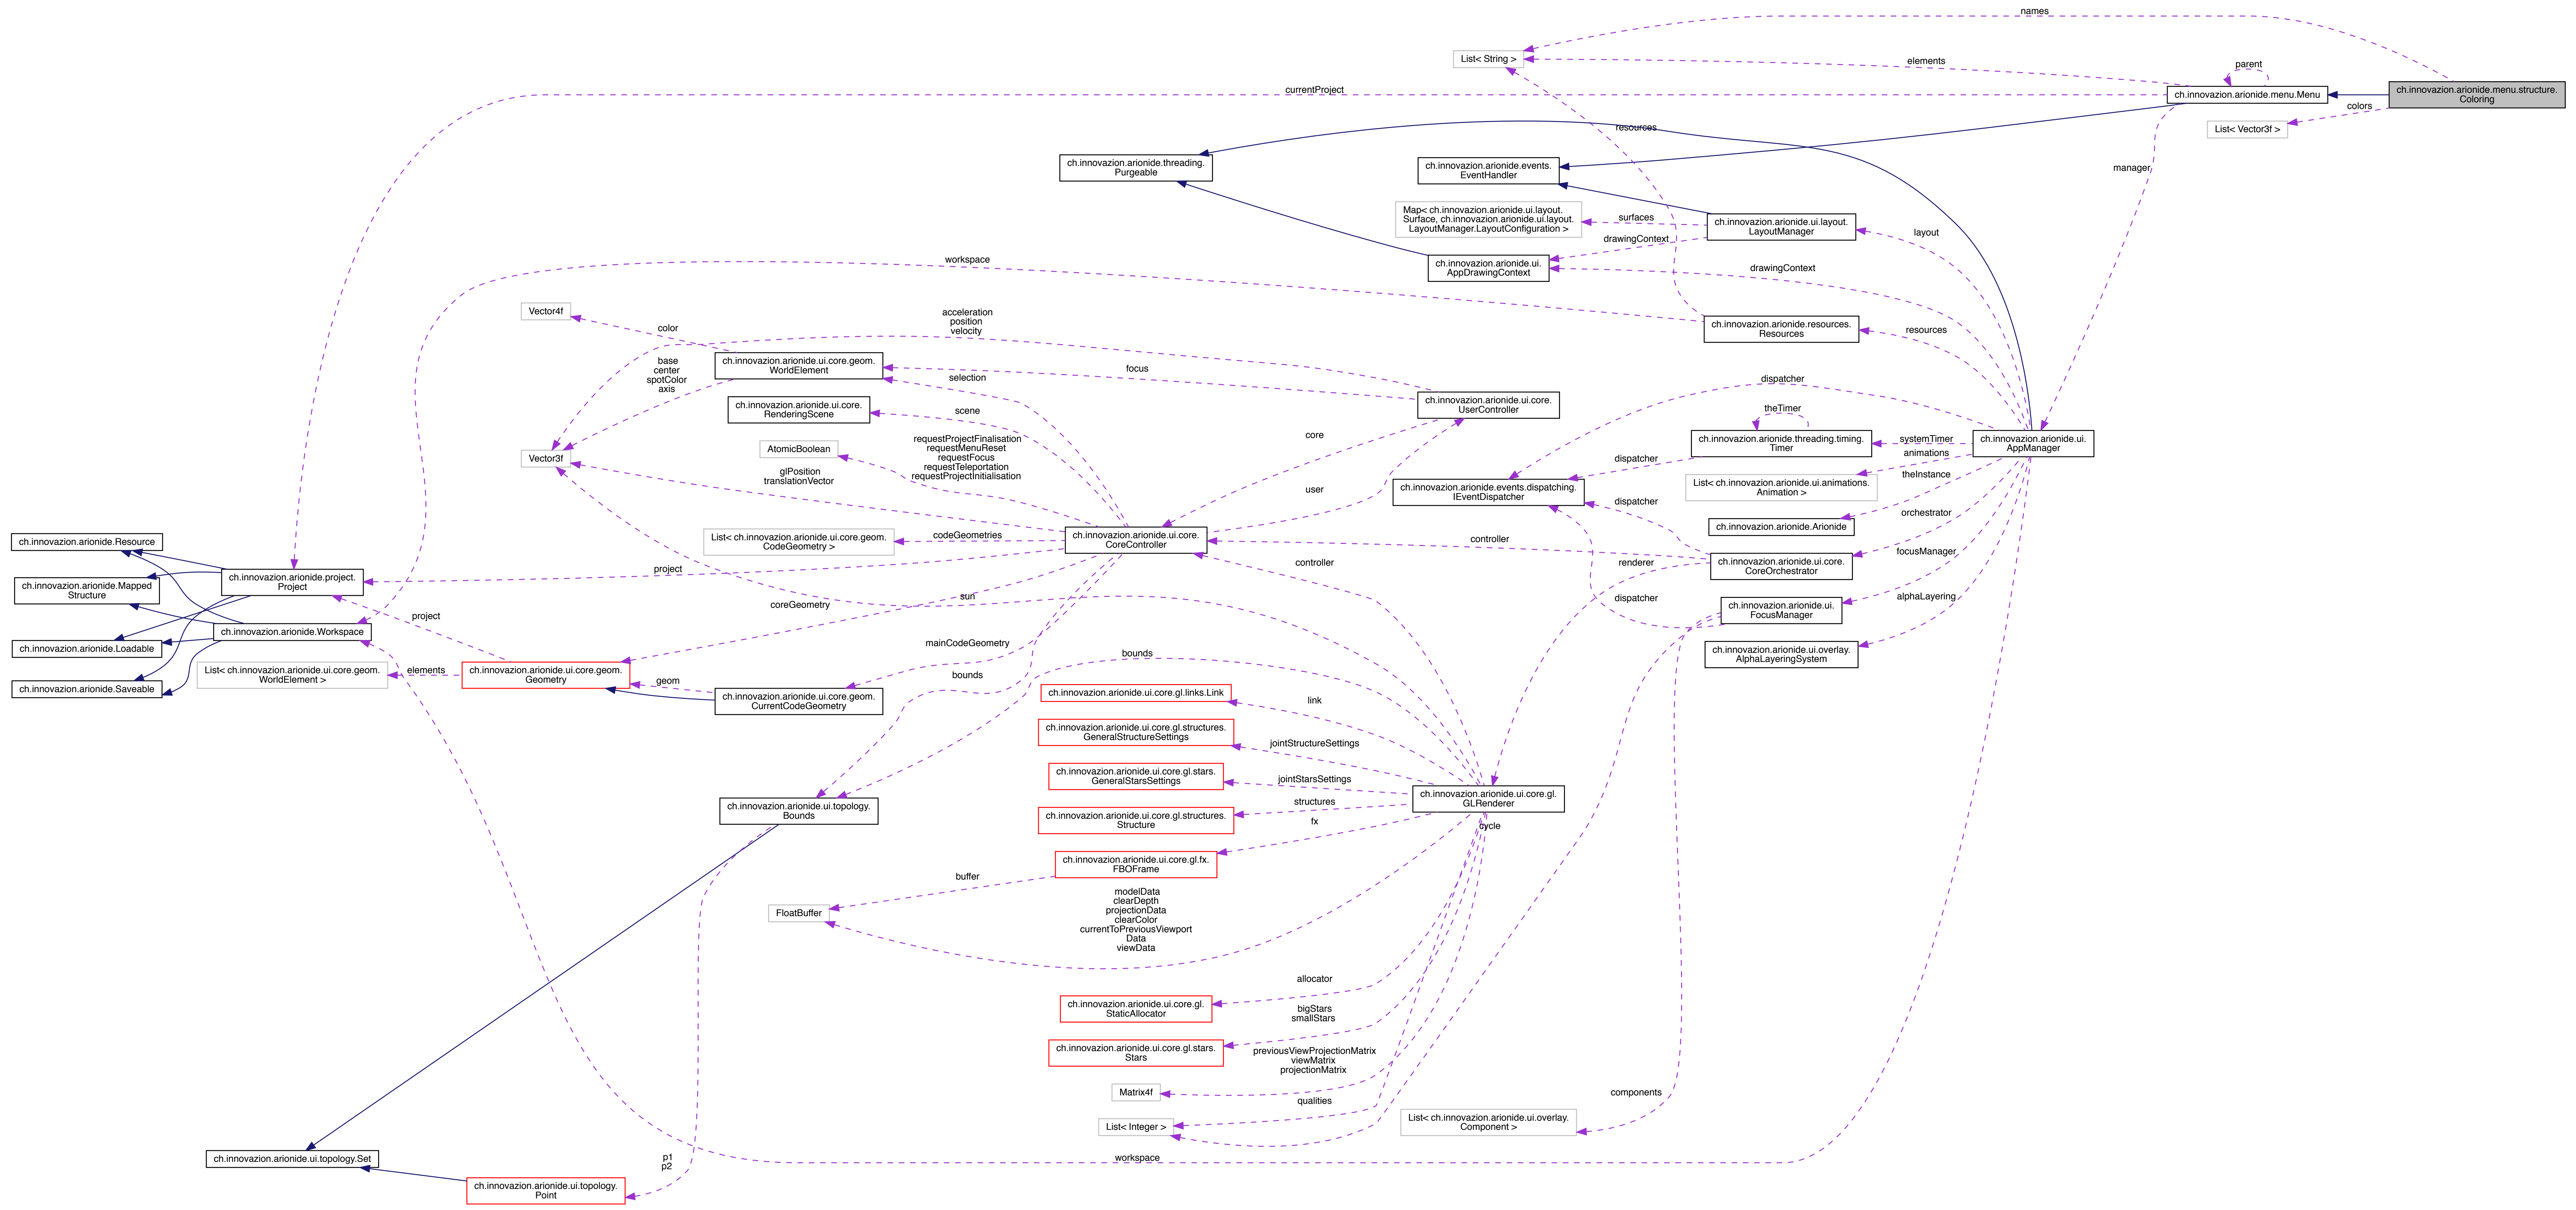 names
List< String >
elements
parent
currentProject
ch.innovazion.arionide.menu.Menu
ch.innovazion.arionide.menu.structure.
Coloring
colors
List< Vector3f >
resources
ch.innovazion.arionide.threading.
Purgeable
ch.innovazion.arionide.events.
EventHandler
manager
Map< ch.innovazion.arionide.ui.layout.
Surface, ch.innovazion.arionide.ui.layout.
LayoutManager.LayoutConfiguration >
surfaces
ch.innovazion.arionide.ui.layout.
LayoutManager
layout
drawingContext
workspace
ch.innovazion.arionide.ui.
AppDrawingContext
drawingContext
Vector4f
color
acceleration
position
velocity
ch.innovazion.arionide.resources.
Resources
resources
base
center
spotColor
axis
ch.innovazion.arionide.ui.core.geom.
WorldElement
focus
selection
dispatcher
ch.innovazion.arionide.ui.core.
RenderingScene
scene
ch.innovazion.arionide.ui.core.
UserController
theTimer
core
ch.innovazion.arionide.threading.timing.
Timer
systemTimer
ch.innovazion.arionide.ui.
AppManager
AtomicBoolean
requestProjectFinalisation
requestMenuReset
requestFocus
requestTeleportation
requestProjectInitialisation
Vector3f
glPosition
translationVector
dispatcher
animations
user
ch.innovazion.arionide.events.dispatching.
IEventDispatcher
List< ch.innovazion.arionide.ui.animations.
Animation >
theInstance
dispatcher
orchestrator
ch.innovazion.arionide.Arionide
ch.innovazion.arionide.Resource
List< ch.innovazion.arionide.ui.core.geom.
CodeGeometry >
codeGeometries
ch.innovazion.arionide.ui.core.
CoreController
controller
focusManager
ch.innovazion.arionide.project.
Project
project
controller
renderer
ch.innovazion.arionide.ui.core.
CoreOrchestrator
ch.innovazion.arionide.Mapped
Structure
sun
coreGeometry
dispatcher
ch.innovazion.arionide.ui.
FocusManager
alphaLayering
project
ch.innovazion.arionide.Workspace
ch.innovazion.arionide.Loadable
mainCodeGeometry
bounds
ch.innovazion.arionide.ui.overlay.
AlphaLayeringSystem
List< ch.innovazion.arionide.ui.core.geom.
WorldElement >
elements
ch.innovazion.arionide.ui.core.geom.
Geometry
geom
bounds
ch.innovazion.arionide.Saveable
ch.innovazion.arionide.ui.core.geom.
CurrentCodeGeometry
ch.innovazion.arionide.ui.core.gl.links.Link
link
ch.innovazion.arionide.ui.core.gl.structures.
GeneralStructureSettings
jointStructureSettings
ch.innovazion.arionide.ui.core.gl.stars.
GeneralStarsSettings
jointStarsSettings
ch.innovazion.arionide.ui.topology.
Bounds
structures
ch.innovazion.arionide.ui.core.gl.
GLRenderer
ch.innovazion.arionide.ui.core.gl.structures.
Structure
fx
cycle
ch.innovazion.arionide.ui.core.gl.fx.
FBOFrame
buffer
FloatBuffer
modelData
clearDepth
projectionData
clearColor
currentToPreviousViewport
Data
viewData
allocator
ch.innovazion.arionide.ui.core.gl.
StaticAllocator
bigStars
smallStars
ch.innovazion.arionide.ui.core.gl.stars.
Stars
previousViewProjectionMatrix
viewMatrix
projectionMatrix
Matrix4f
qualities
components
List< Integer >
List< ch.innovazion.arionide.ui.overlay.
Component >
ch.innovazion.arionide.ui.topology.Set
p1
p2
workspace
ch.innovazion.arionide.ui.topology.
Point